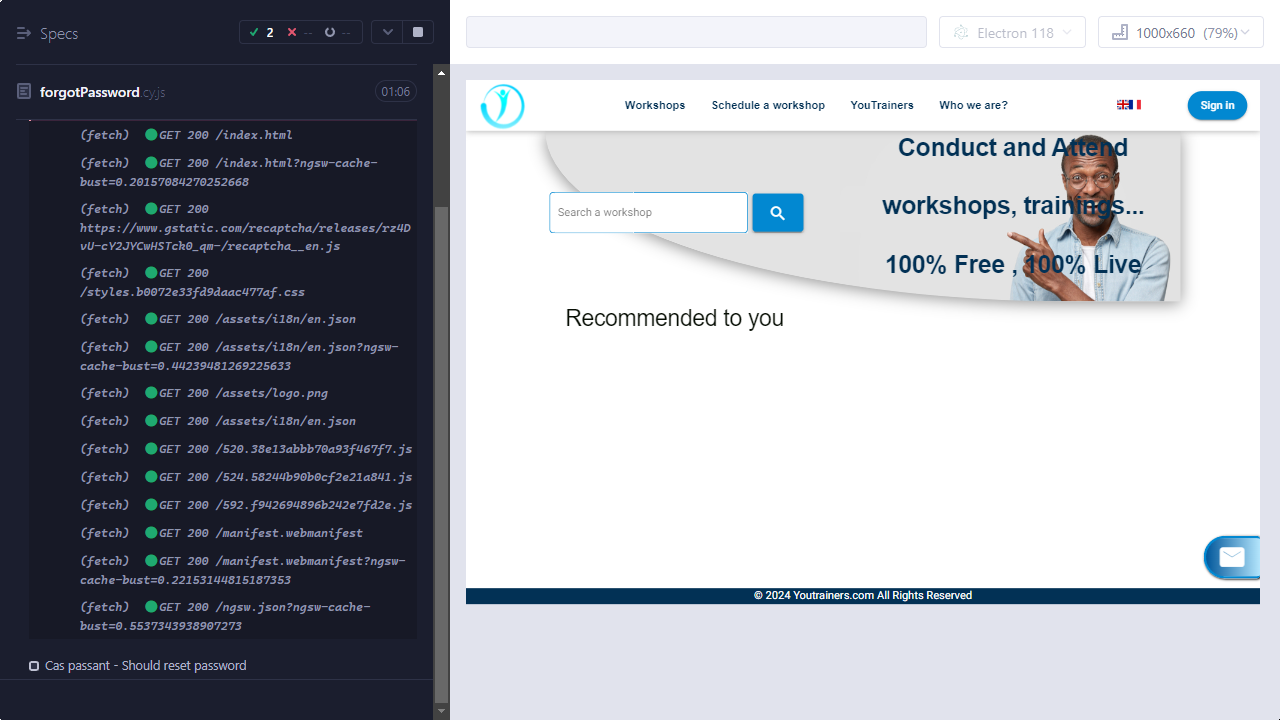 Specs
2
--
--
forgotPassword.cy.js
01:06
(fetch) GET 200 /index.html
(fetch) GET 200 /index.html?ngsw-cache-
bust=0.20157084270252668
(fetch) GET 200
https://www.gstatic.com/recaptcha/releases/rz4D
vU-cY2JYCwHSTck0_qm-/recaptcha__en.js
(fetch) GET 200
/styles.b0072e33fd9daac477af.css
(fetch) GET 200 /assets/i18n/en.json
(fetch) GET 200 /assets/i18n/en.json?ngsw-
cache-bust=0.44239481269225633
(fetch) GET 200 /assets/logo.png
(fetch) GET 200 /assets/i18n/en.json
(fetch) GET 200 /520.38e13abbb70a93f467f7.js
(fetch) GET 200 /524.58244b90b0cf2e21a841.js
(fetch) GET 200 /592.f942694896b242e7fd2e.js
(fetch) GET 200 /manifest.webmanifest
(fetch) GET 200 /manifest.webmanifest?ngsw-
cache-bust=0.22153144815187353
(fetch) GET 200 /ngsw.json?ngsw-cache-
bust=0.5537343938907273
Cas passant - Should reset password
Electron 118
1000x660 (79%)
Workshops
Schedule a workshop
YouTrainers
Who we are?
Sign in
Conduct and Attend
workshops, trainings...
100% Free , 100% Live
Search a workshop
Recommended to you
© 2024 Youtrainers.com All Rights Reserved